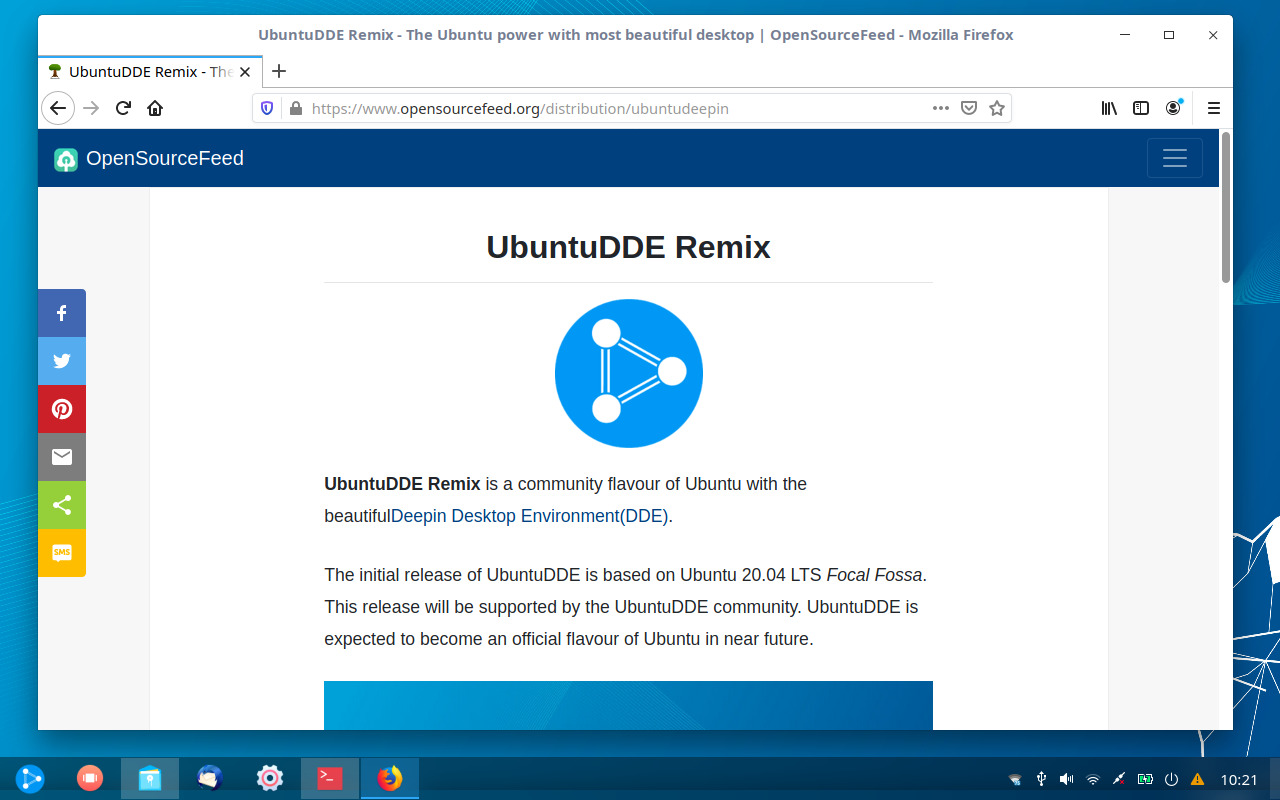 UbuntuDDE Remix - The Ubuntu power with most beautiful desktop | OpenSourceFeed - Mozilla Firefox
UbuntuDDE Remix - The
https://www.opensourcefeed.org/distribution/ubuntudeepin
OpenSourceFeed
UbuntuDDE Remix
UbuntuDDE Remix is a community flavour of Ubuntu with the
beautifulDeepin Desktop Environment(DDE).
The initial release of UbuntuDDE is based on Ubuntu 20.04 LTS Focal Fossa.
This release will be supported by the UbuntuDDE community. UbuntuDDE is
expected to become an official flavour of Ubuntu in near future.
SMS
10:21